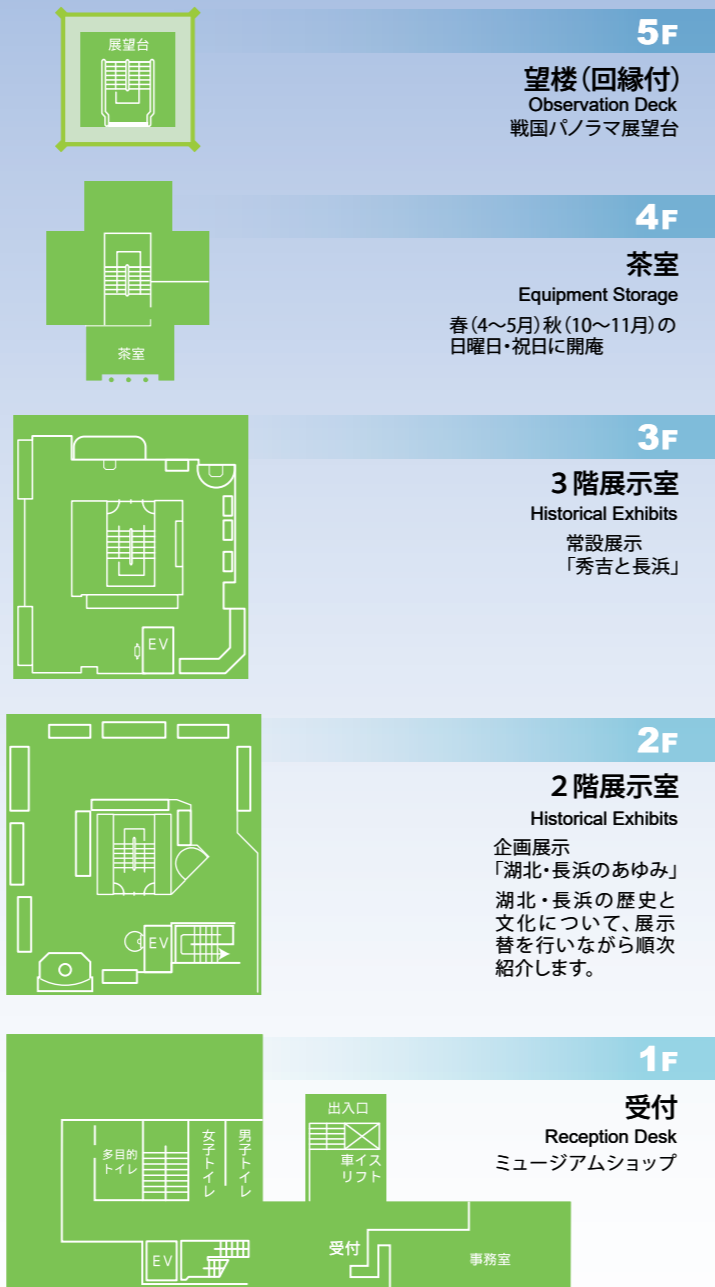 展望台
5F
望楼(回縁付)
Observation Deck
戦国パノラマ展望台
4F
茶室
Equipment Storage
春(4〜5月)秋(10〜11月)の
日曜日・祝日に開庵
茶室
3F
3階展示室
Historical Exhibits
常設展示
「秀吉と長浜」
EV
2F
2階展示室
Historical Exhibits
企画展示
「湖北・長浜のあゆみ」
湖北・長浜の歴史と
文化について、展示
替を行いながら順次
紹介します。
EV
1F
受付
Reception Desk
ミュージアムショップ
出入口
車イス
リフト
多目的
トイレ
女子トイレ
男子トイレ
EV
受付
事務室